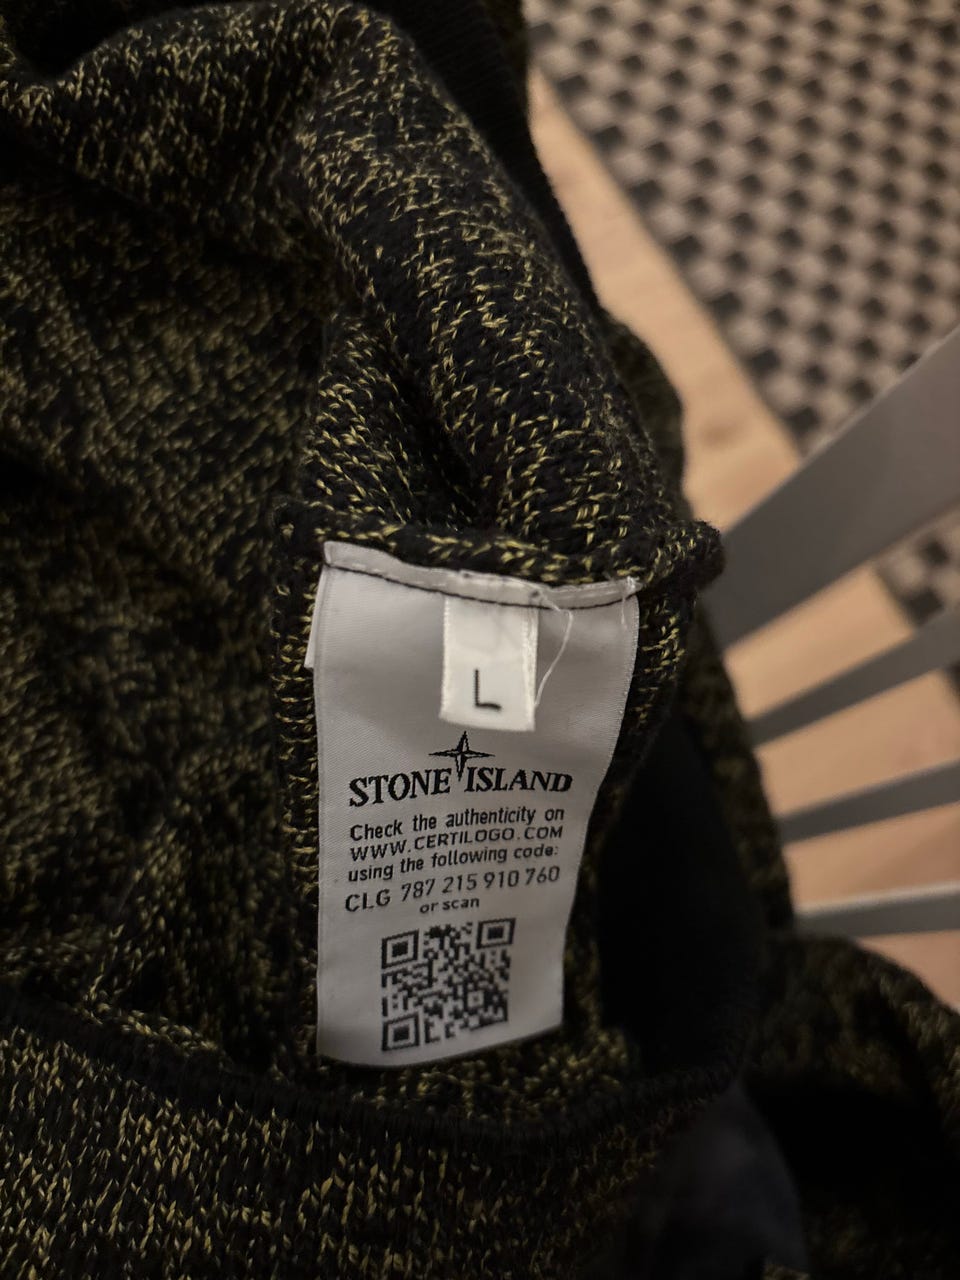 L
STONE ISLAND
Check the authenticity on
WWW.CERTILOGO.COM
using the following code:
CLG 787 215 910 760
or scan